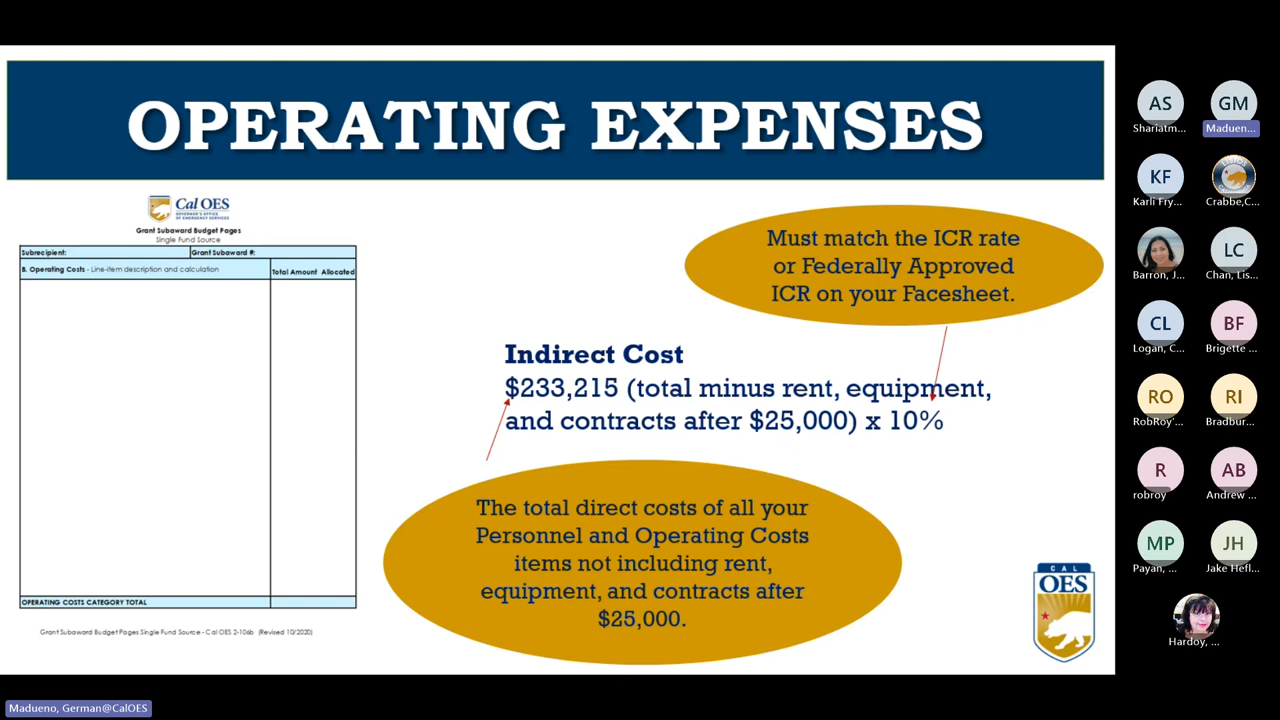 OPERATING EXPENSES
Cal OES
GOVERNOR'S OFFICE
OF EMERGENCY SERVICES
Grant Subaward Budget Pages
Single Fund Source
Subrecipient:
Grant Subaward #:
B. Operating Costs - Line-item description and calculation
Total Amount Allocated
OPERATING COSTS CATEGORY TOTAL
Grant Subaward Budget Pages Single Fund Source - Cal OES 2-106b (Revised 10/2020)
Must match the ICR rate
or Federally Approved
ICR on your Facesheet.
Indirect Cost
$233,215 (total minus rent, equipment,
and contracts after $25,000) x 10%
The total direct costs of all your
Personnel and Operating Costs
items not including rent,
equipment, and contracts after
$25,000.
CAL
OES
AS
Shariatm...
GM
Maduen...
KF
Karli Fry...
Crabbe,C...
Barron, J...
LC
Chan, Lis...
CL
Logan, C...
BF
Brigette ...
RO
RobRoy'...
RI
Bradbur...
R
robroy
AB
Andrew ...
MP
Payan, ...
JH
Jake Hefl...
Hardoy, ...
Madueno, German@CalOES